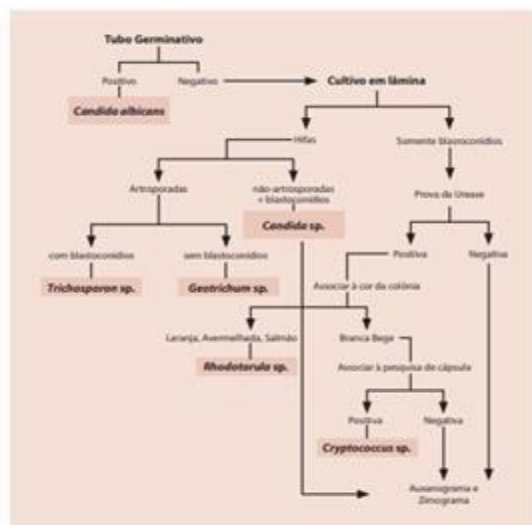 Tubo Germinativo
Positivo
Negativo
Cultivo em lâmina
Candida albicans
Hifas
Somente blastoconídios
Artroporadas
não-artrosporadas
+ blastoconídios
Prova da Urease
Candida sp.
com blastoconídios
sem blastoconídios
Positiva
Negativa
Trichosporon sp.
Geotrichum sp.
Associar à cor da colônia
Laranja, Avermelhada, Salmão
Branca Bege
Rhodotorula sp.
Associar à pesquisa de cápsula
Positiva
Negativa
Cryptococcus sp.
Auxanograma e
Zimograma